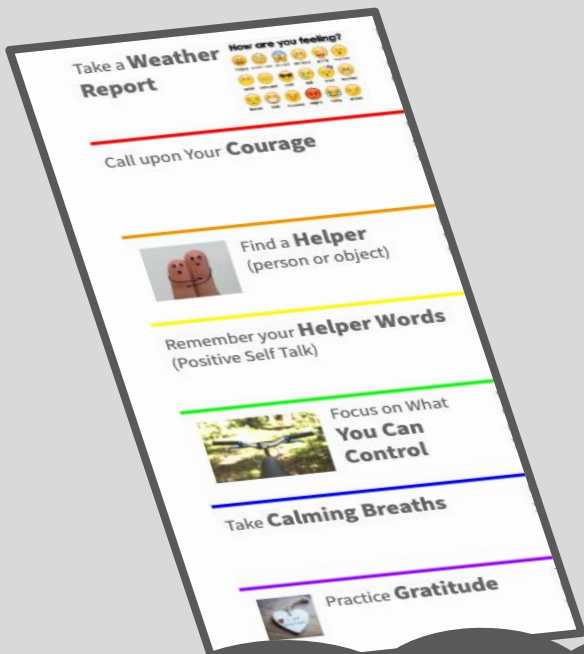 Take a Weather
Report
How are you feeling?
Call upon Your Courage
Find a Helper
(person or object)
Remember your Helper Words
(Positive Self Talk)
Focus on What
You Can
Control
Take Calming Breaths
Practice Gratitude